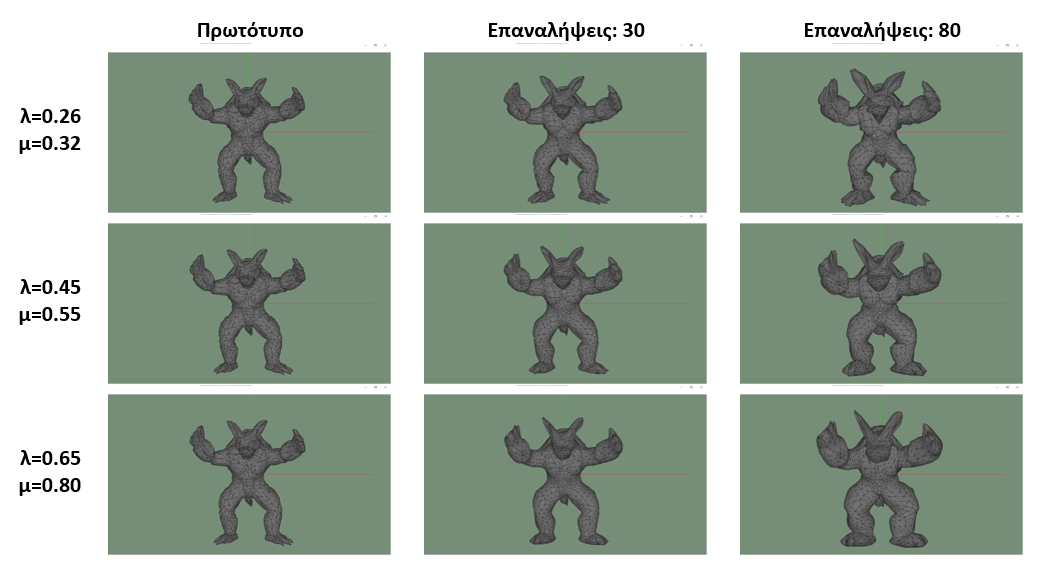 Πρωτότυπο
Επαναλήψεις: 30
Επαναλήψεις: 80
λ=0.26
μ=0.32
λ=0.45
μ=0.55
λ=0.65
μ=0.80